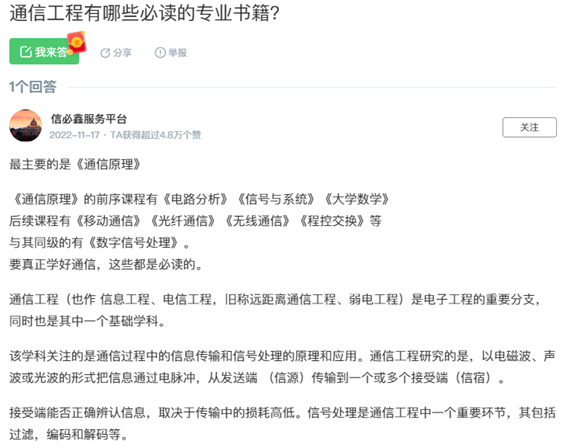 通信工程有哪些必读的专业书籍?
我来答
分享
举报
1个回答
信必鑫服务平台
2022-11-17 · TA获得超过4.8万个赞
关注
最主要的是《通信原理》
《通信原理》的前序课程有《电路分析》《信号与系统》《大学数学》
后续课程有《移动通信》《光纤通信》《无线通信》《程控交换》等
与其同级的有《数字信号处理》。
要真正学好通信，这些都是必读的。
通信工程（也作 信息工程、电信工程，旧称远距离通信工程、弱电工程）是电子工程的重要分支，
同时也是其中一个基础学科。
该学科关注的是通信过程中的信息传输和信号处理的原理和应用。通信工程研究的是，以电磁波、声
波或光波的形式把信息通过电脉冲，从发送端 （信源）传输到一个或多个接受端（信宿）。
接受端能否正确辨认信息，取决于传输中的损耗高低。信号处理是通信工程中一个重要环节，其包括
过滤，编码和解码等。